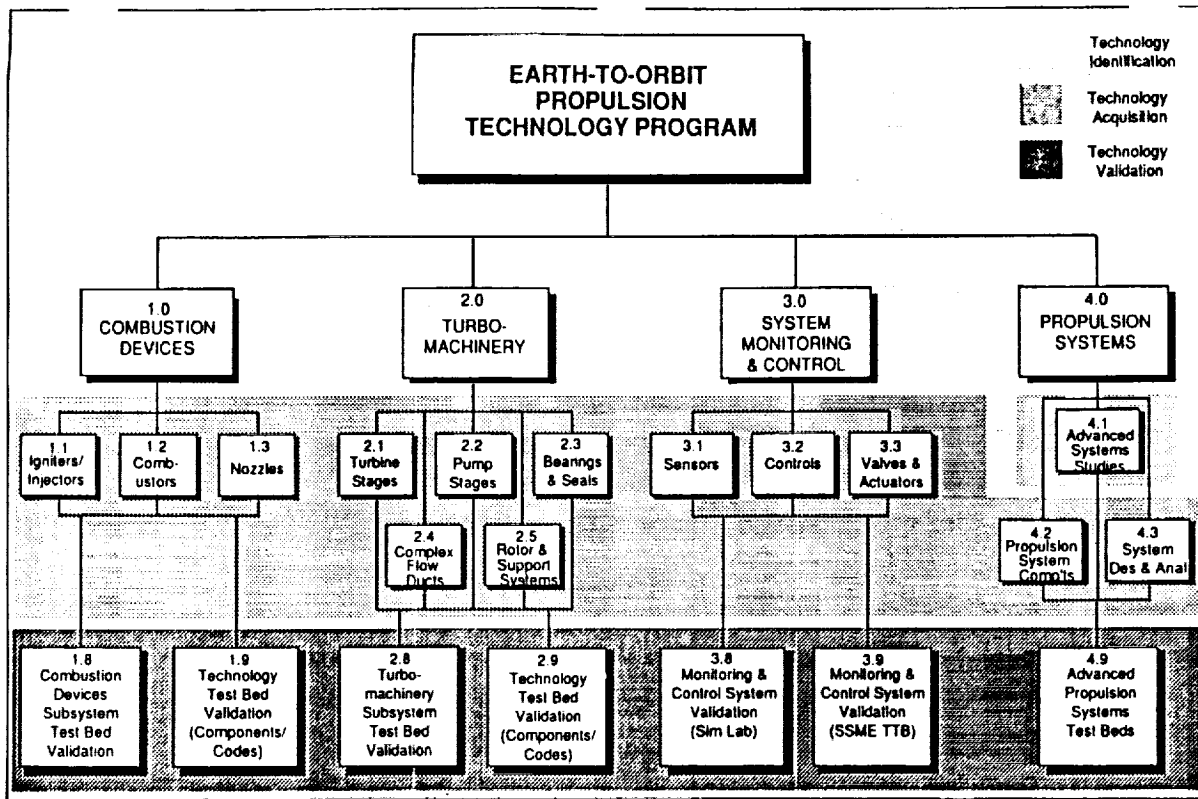 EARTH-TO-ORBIT
PROPULSION
TECHNOLOGY PROGRAM
Technology
Identification
Technology
Acquisition
Technology
Validation
1.0
COMBUSTION
DEVICES
2.0
TURBO-
MACHINERY
3.0
SYSTEM
MONITORING
& CONTROL
4.0
PROPULSION
SYSTEMS
1.1
Igniters/
Injectors
1.2
Comb-
ustors
1.3
Nozzles
2.1
Turbine
Stages
2.2
Pump
Stages
2.3
Bearings
& Seals
2.4
Complex
Flow
Ducts
2.5
Rotor &
Support
Systems
3.1
Sensors
3.2
Controls
3.3
Valves &
Actuators
4.1
Advanced
Systems
Studies
4.2
Propulsion
System
Comp'ts
4.3
System
Des & Anal
1.8
Combustion
Devices
Subsystem
Test Bed
Validation
1.9
Technology
Test Bed
Validation
(Components/
Codes)
2.8
Turbo-
machinery
Subsystem
Test Bed
Validation
2.9
Technology
Test Bed
Validation
(Components/
Codes)
3.8
Monitoring &
Control System
Validation
(Sim Lab)
3.9
Monitoring &
Control System
Validation
(SSME TTB)
4.9
Advanced
Propulsion
Systems
Test Beds